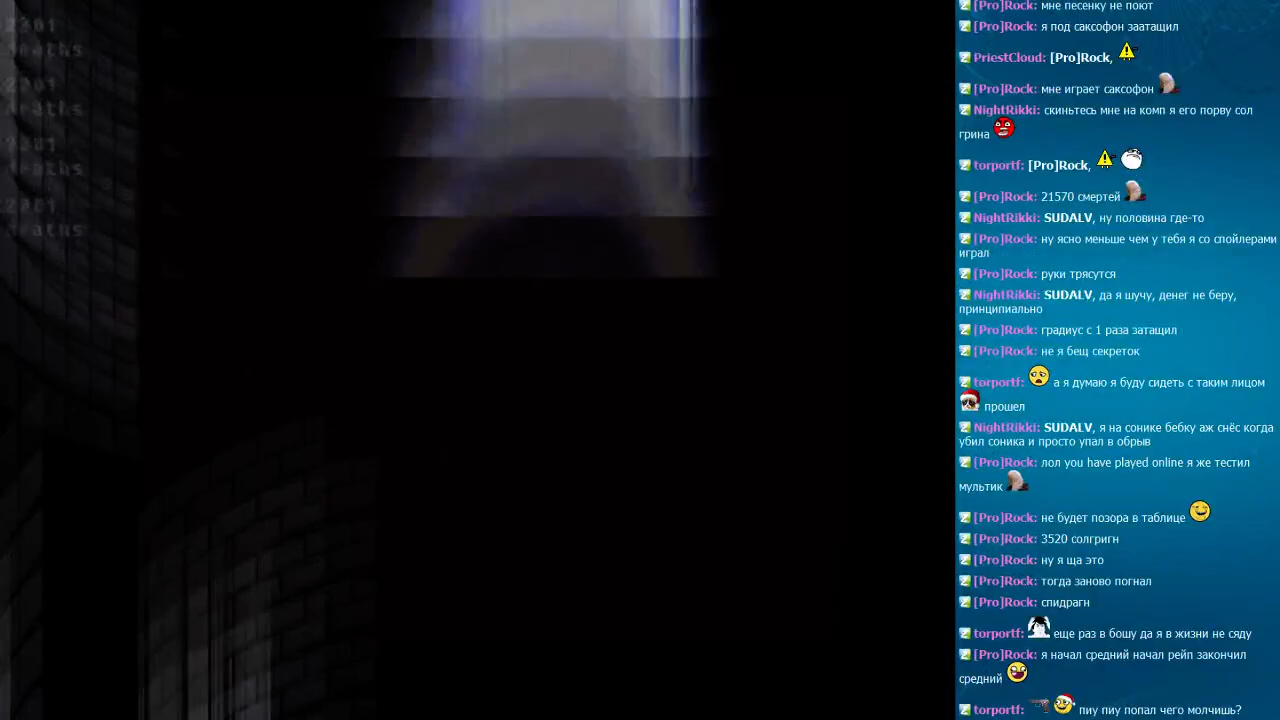 2301
deaths
deaths
2301
deaths
deaths
[Pro]Rock: мне песенку не поют
[Pro]Rock: я под саксофон заатащил
PriestCloud: [Pro]Rock,
[Pro]Rock: мне играет саксофон
NightRikki: скиньтесь мне на комп я его порву сол
грина
torportf: [Pro]Rock,
[Pro]Rock: 21570 смертей
NightRikki: SUDALV, ну половина где-то
[Pro]Rock: ну ясно меньше чем у тебя я со спойлерами
играл
[Pro]Rock: руки трясутся
NightRikki: SUDALV, да я шучу, денег не беру,
принципиально
[Pro]Rock: градиус с 1 раза затащил
[Pro]Rock: не я бещ секреток
torportf: а я думаю я буду сидеть с таким лицом
прошел
NightRikki: SUDALV, я на сонике бебку аж снёс когда
убил соника и просто упал в обрыв
[Pro]Rock: лол you have played online я же тестил
мультик
[Pro]Rock: не будет позора в таблице
[Pro]Rock: 3520 солгригн
[Pro]Rock: ну я ща это
[Pro]Rock: тогда заново погнал
[Pro]Rock: спидрагн
torportf: еще раз в бошу да я в жизни не сяду
[Pro]Rock: я начал средний начал рейп закончил
средний
torportf: пиу пиу попал чего молчишь?